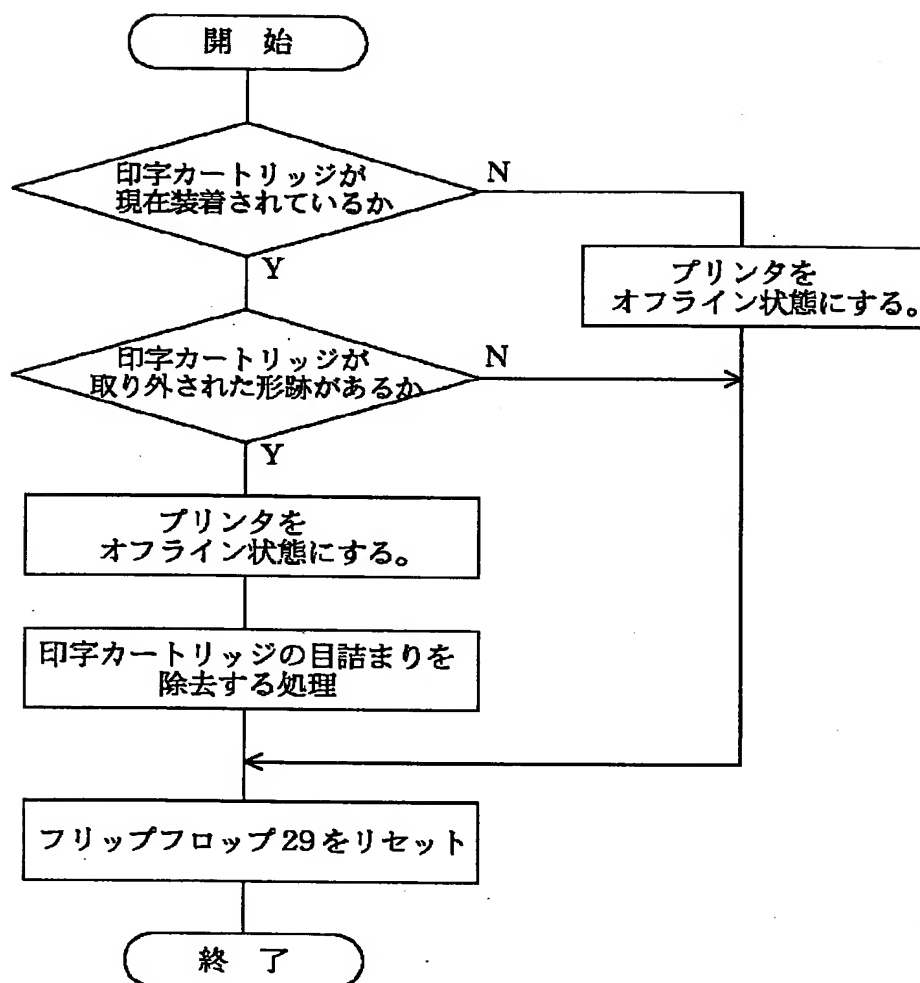 開始
印字カートリッジが
現在装着されているか
N
Y
プリンタを
オフライン状態にする。
印字カートリッジが
取り外された形跡があるか
N
Y
プリンタを
オフライン状態にする。
印字カートリッジの目詰まりを
除去する処理
フリップフロップ29をリセット
終了